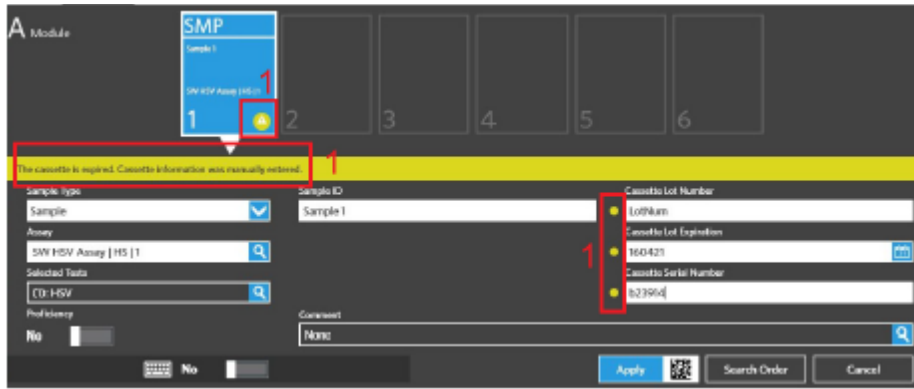 A Module
SMP
Sample 1
SW HSV Assay | HS | 1
1
1
2
3
4
5
6
The cassette is expired. Cassette information was manually entered.
1
Sample Type
Sample
Assay
SW HSV Assay | HS | 1
Selected Tests
CD: HSV
Proficiency
No
Sample ID
Sample 1
Comment
None
Cassette Lot Number
LotNum
Cassette Lot Expiration
160421
1
Cassette Serial Number
b23914
No
Apply
Search Order
Cancel